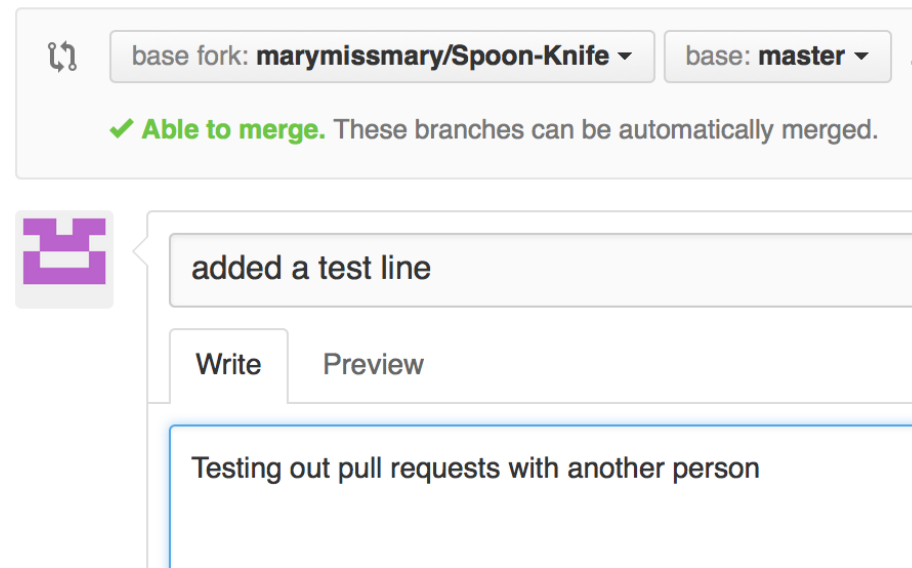 base fork: marymissmary/Spoon-Knife base: master
Able to merge. These branches can be automatically merged.
added a test line
Write Preview
Testing out pull requests with another person